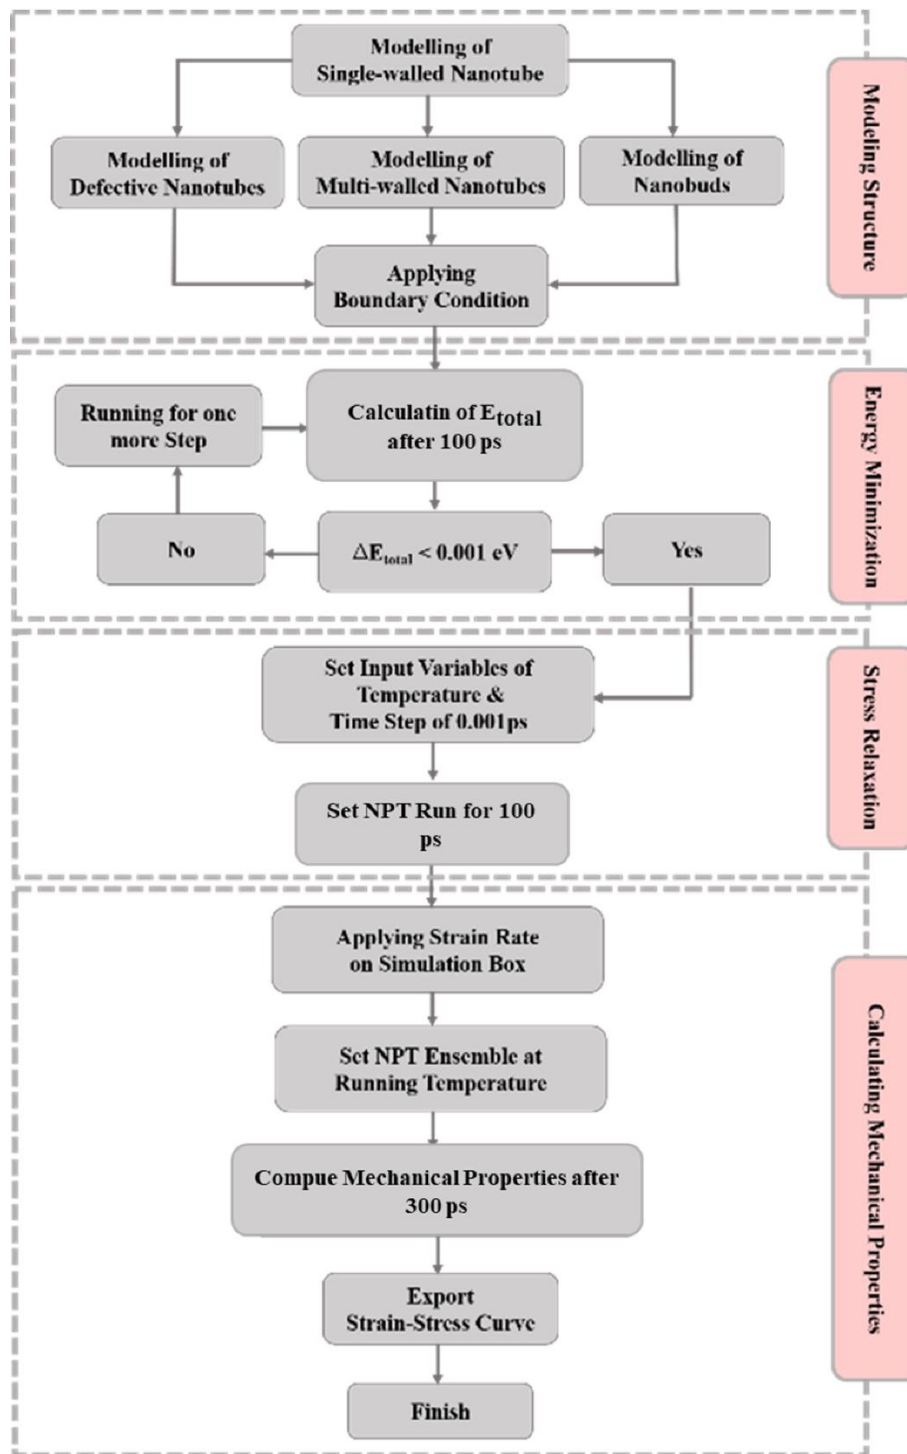 Modelling of
Single-walled Nanotube
Modelling of
Defective Nanotubes
Modelling of
Multi-walled Nanotubes
Modelling of
Nanobuds
Applying
Boundary Condition
Modeling Structure
Running for one
more Step
Calculatin of E_total
after 100 ps
No
ΔE_total < 0.001 eV
Yes
Energy Minimization
Set Input Variables of
Temperature &
Time Step of 0.001ps
Set NPT Run for 100
ps
Stress Relaxation
Applying Strain Rate
on Simulation Box
Set NPT Ensemble at
Running Temperature
Compue Mechanical Properties after
300 ps
Export
Strain-Stress Curve
Finish
Calculating Mechanical Properties